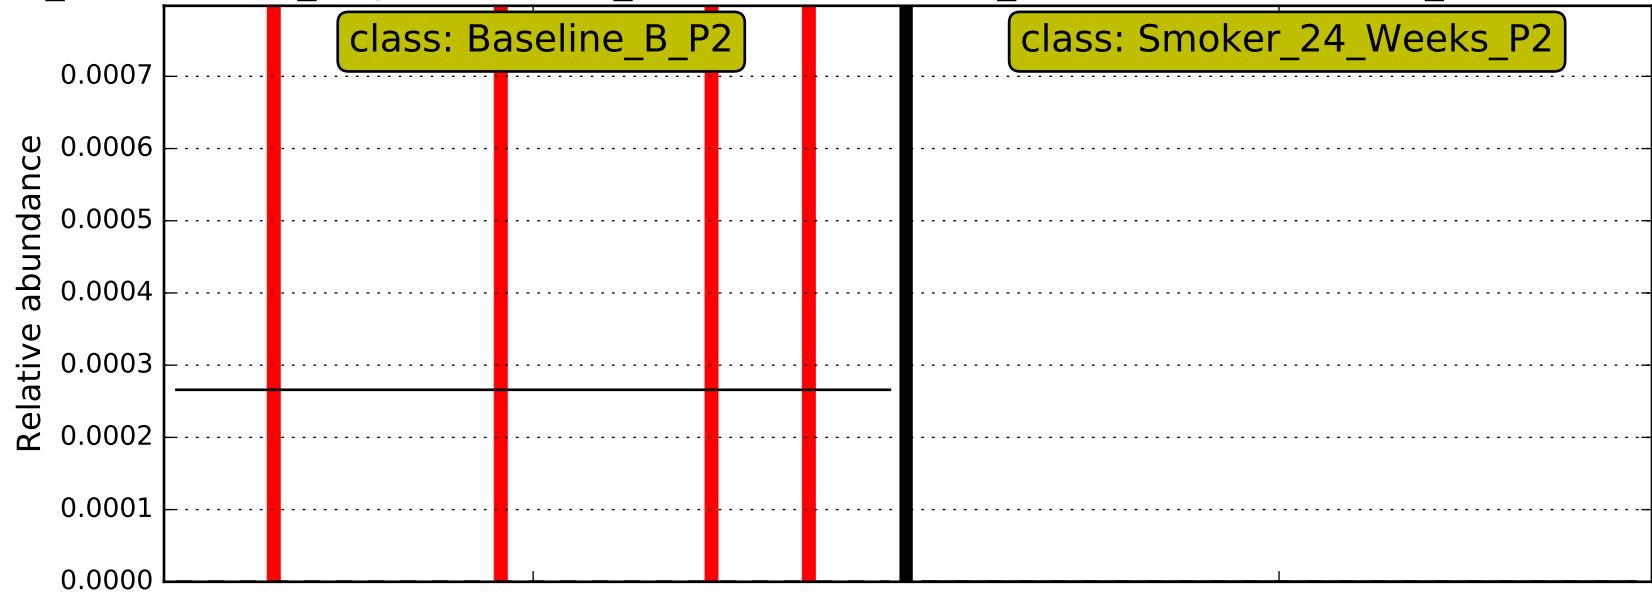 class: Baseline_B_P2
class: Smoker_24_Weeks_P2
Relative abundance
0.0007
0.0006
0.0005
0.0004
0.0003
0.0002
0.0001
0.0000